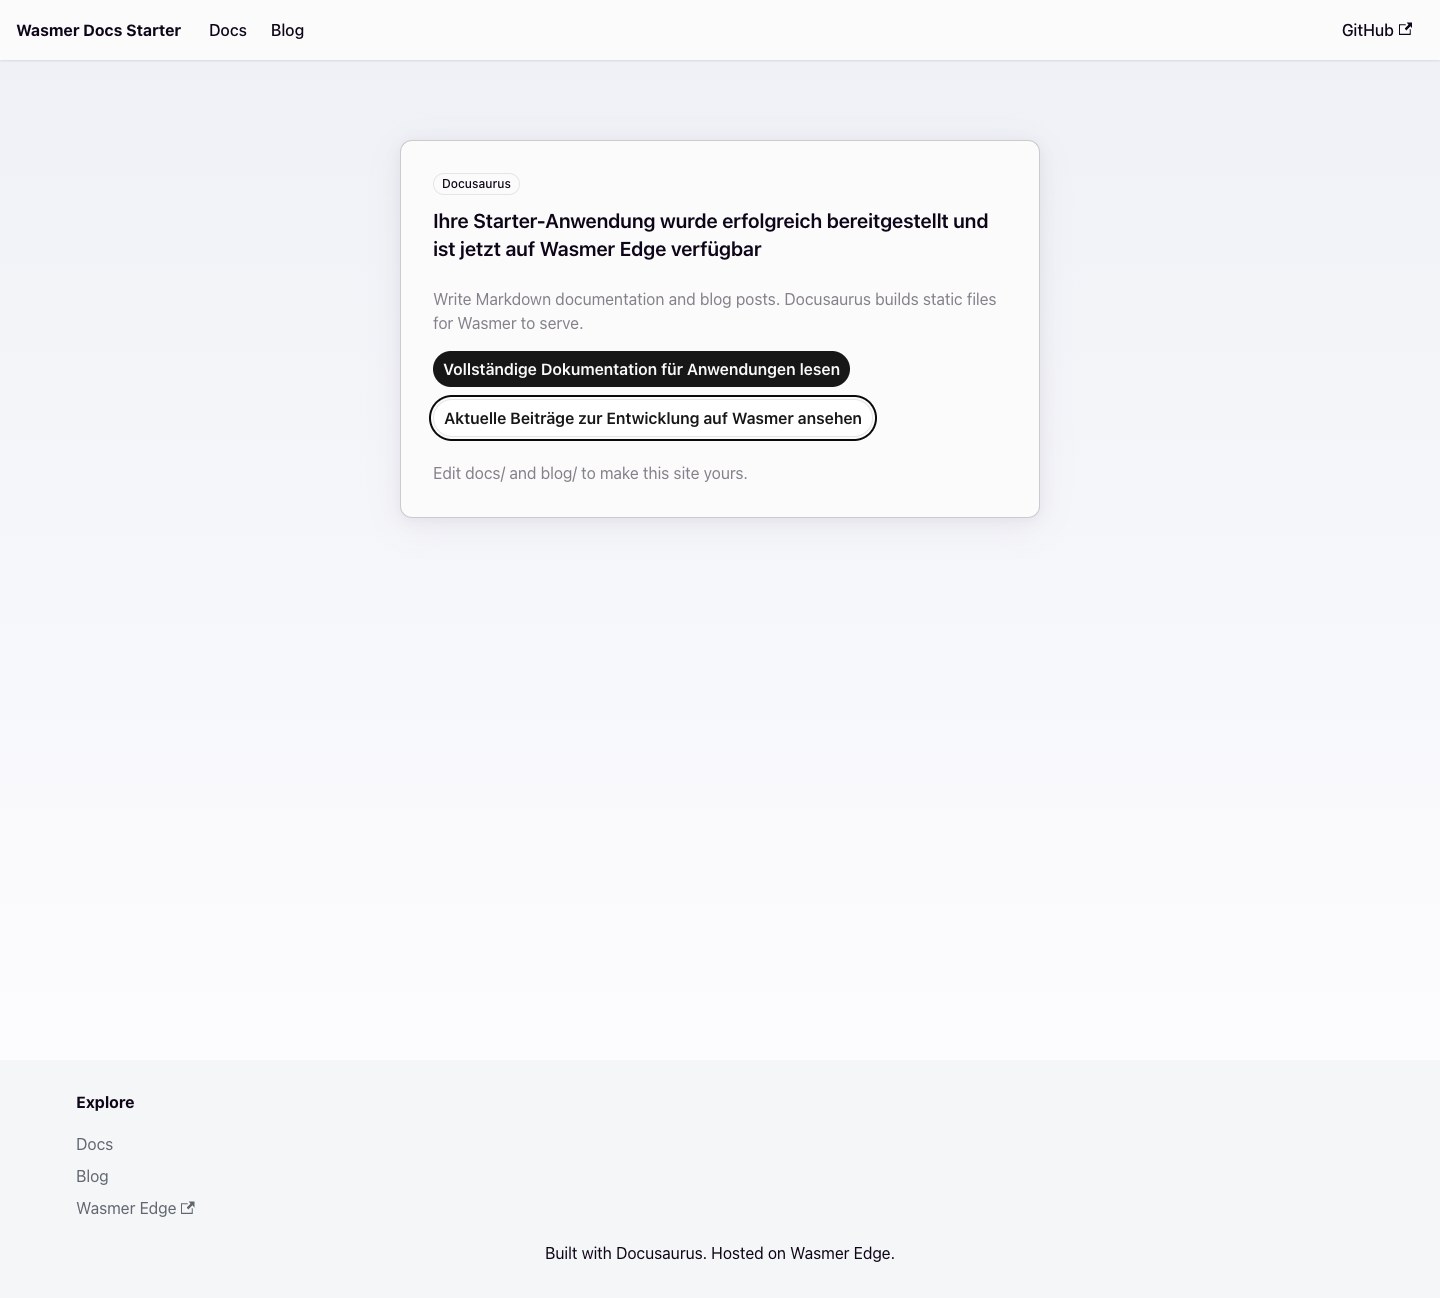 Wasmer Docs Starter Docs Blog GitHub
Docusaurus
Ihre Starter-Anwendung wurde erfolgreich bereitgestellt und
ist jetzt auf Wasmer Edge verfügbar
Write Markdown documentation and blog posts. Docusaurus builds static files
for Wasmer to serve.
Vollständige Dokumentation für Anwendungen lesen
Aktuelle Beiträge zur Entwicklung auf Wasmer ansehen
Edit docs/ and blog/ to make this site yours.
Explore
Docs
Blog
Wasmer Edge
Built with Docusaurus. Hosted on Wasmer Edge.